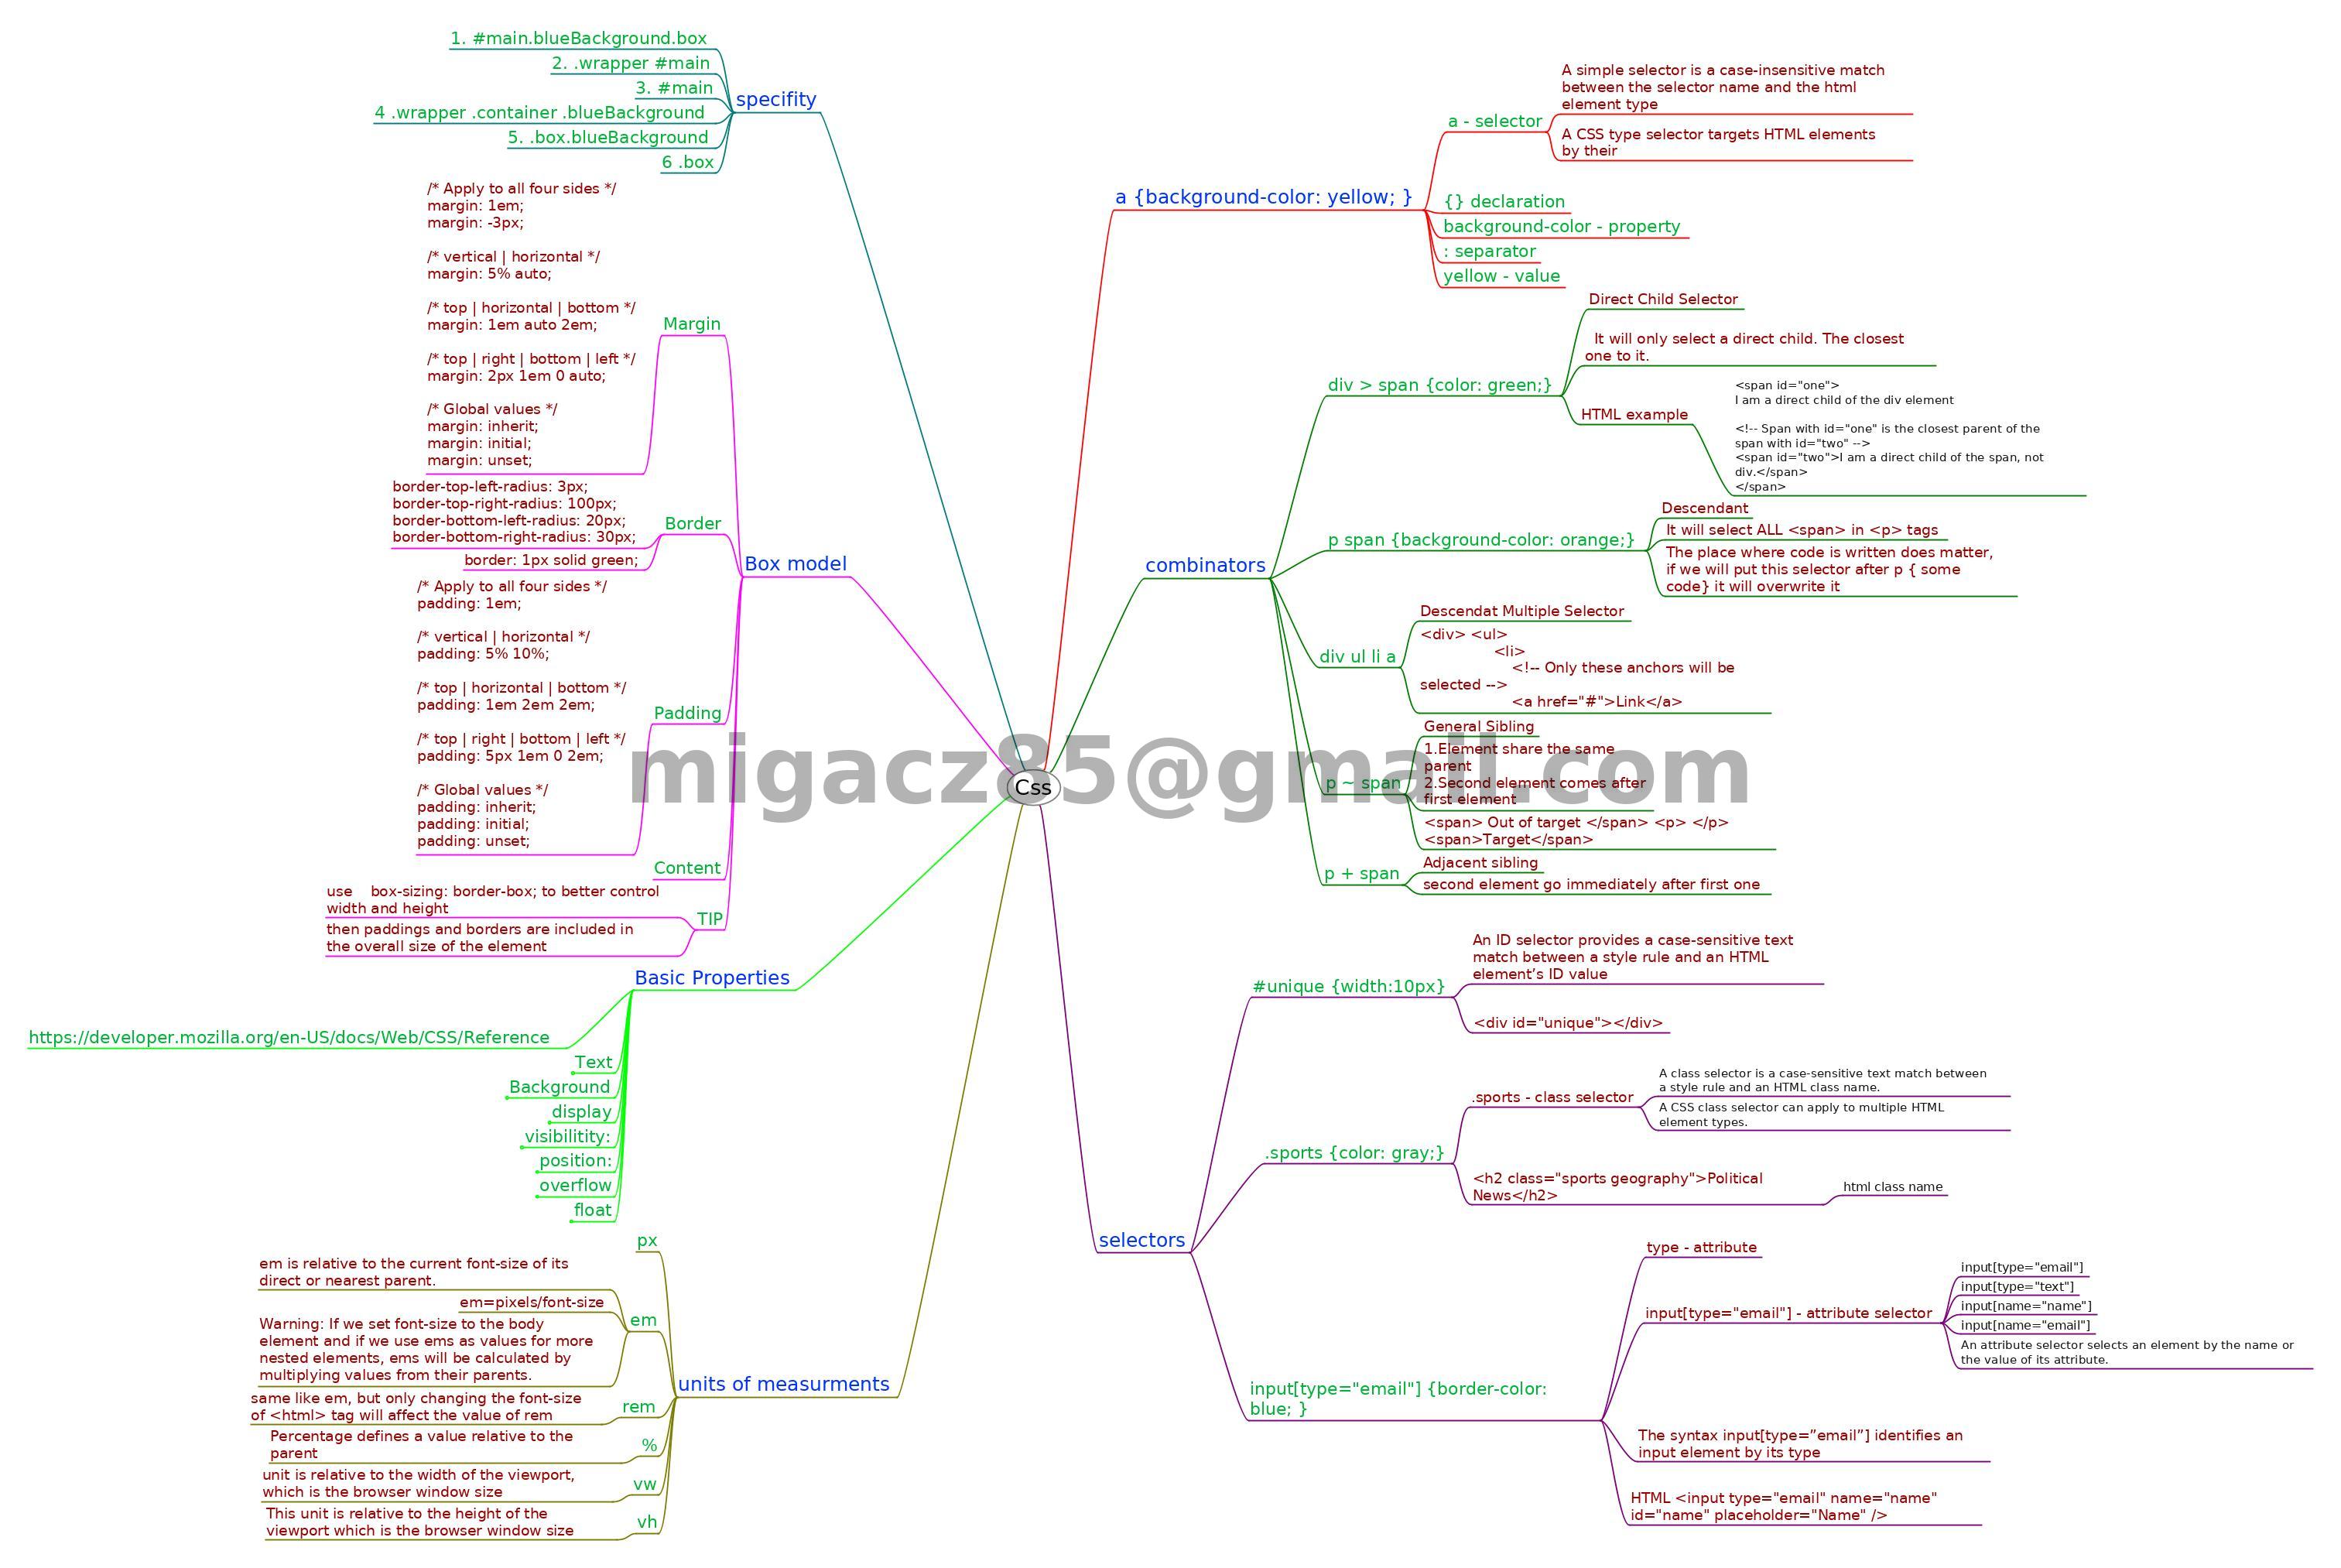 1. #main.blueBackground.box
2. .wrapper #main
3. #main
4 .wrapper .container .blueBackground
5. .box.blueBackground
6 .box
specifity
/* Apply to all four sides */
margin: 1em;
margin: -3px;
/* vertical | horizontal */
margin: 5% auto;
/* top | horizontal | bottom */
margin: 1em auto 2em;
/* top | right | bottom | left */
margin: 2px 1em 0 auto;
/* Global values */
margin: inherit;
margin: initial;
margin: unset;
Margin
border-top-left-radius: 3px;
border-top-right-radius: 100px;
border-bottom-left-radius: 20px;
border-bottom-right-radius: 30px;
border: 1px solid green;
Border
Box model
/* Apply to all four sides */
padding: 1em;
/* vertical | horizontal */
padding: 5% 10%;
/* top | horizontal | bottom */
padding: 1em 2em 2em;
/* top | right | bottom | left */
padding: 5px 1em 0 2em;
/* Global values */
padding: inherit;
padding: initial;
padding: unset;
Padding
Content
use    box-sizing: border-box; to better control
width and height
then paddings and borders are included in
the overall size of the element
TIP
Basic Properties
https://developer.mozilla.org/en-US/docs/Web/CSS/Reference
Text
Background
display
visibilitity:
position:
overflow
float
px
em is relative to the current font-size of its
direct or nearest parent.
em=pixels/font-size
Warning: If we set font-size to the body
element and if we use ems as values for more
nested elements, ems will be calculated by
multiplying values from their parents.
em
units of measurments
same like em, but only changing the font-size
of <html> tag will affect the value of rem
rem
Percentage defines a value relative to the
parent
%
unit is relative to the width of the viewport,
which is the browser window size
vw
This unit is relative to the height of the
viewport which is the browser window size
vh
Css
migacz85@gmail.com
a {background-color: yellow; }
a - selector
A simple selector is a case-insensitive match
between the selector name and the html
element type
A CSS type selector targets HTML elements
by their
{} declaration
background-color - property
: separator
yellow - value
combinators
div > span {color: green;}
Direct Child Selector
It will only select a direct child. The closest
one to it.
HTML example
<span id="one">
I am a direct child of the div element
<!-- Span with id="one" is the closest parent of the
span with id="two" -->
<span id="two">I am a direct child of the span, not
div.</span>
</span>
p span {background-color: orange;}
Descendant
It will select ALL <span> in <p> tags
The place where code is written does matter,
if we will put this selector after p { some
code} it will overwrite it
div ul li a
Descendat Multiple Selector
<div> <ul>
<li>
<!-- Only these anchors will be
selected -->
<a href="#">Link</a>
p ~ span
General Sibling
1.Element share the same
parent
2.Second element comes after
first element
<span> Out of target </span> <p> </p>
<span>Target</span>
p + span
Adjacent sibling
second element go immediately after first one
selectors
#unique {width:10px}
An ID selector provides a case-sensitive text
match between a style rule and an HTML
element’s ID value
<div id="unique"></div>
.sports {color: gray;}
.sports - class selector
A class selector is a case-sensitive text match between
a style rule and an HTML class name.
A CSS class selector can apply to multiple HTML
element types.
<h2 class="sports geography">Political
News</h2>
html class name
input[type="email"] {border-color:
blue; }
type - attribute
input[type="email"] - attribute selector
input[type="email"]
input[type="text"]
input[name="name"]
input[name="email"]
An attribute selector selects an element by the name or
the value of its attribute.
The syntax input[type=”email”] identifies an
input element by its type
HTML <input type="email" name="name"
id="name" placeholder="Name" />